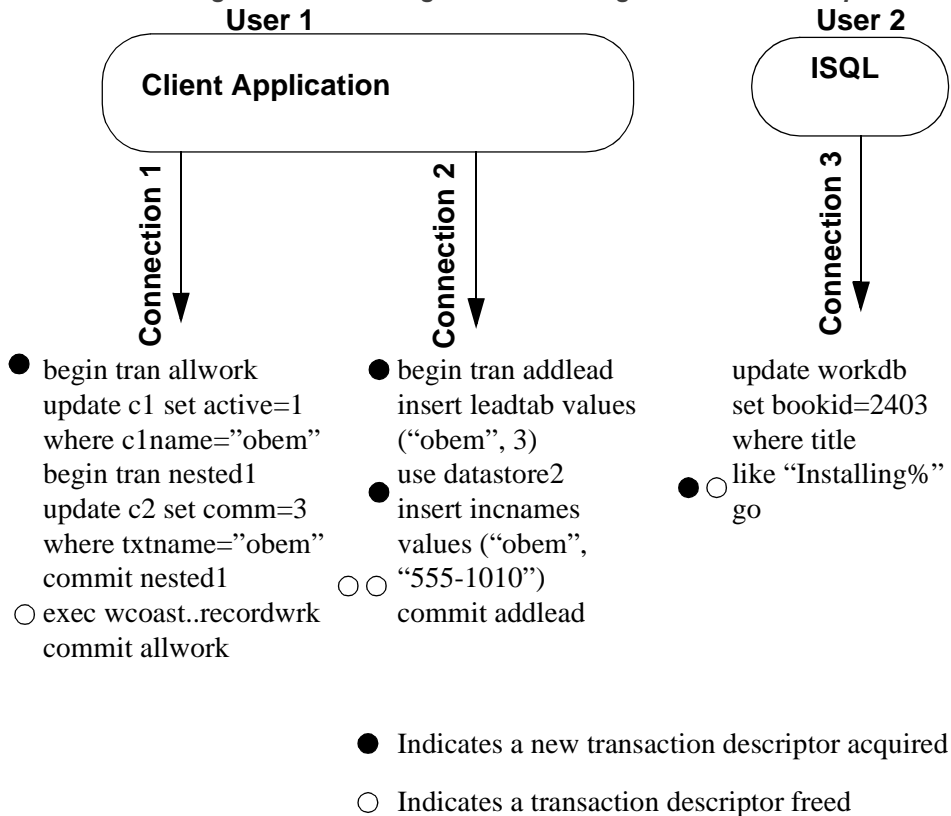 User 1
User 2
Client Application
ISQL
Connection 1
Connection 2
Connection 3
begin tran allwork
update c1 set active=1
where c1name=”obem”
begin tran nested1
update c2 set comm=3
where txtname=”obem”
commit nested1
exec wcoast..recordwrk
commit allwork
begin tran addlead
insert leadtab values
(“obem”, 3)
use datastore2
insert incnames
values (“obem”,
“555-1010”)
commit addlead
update workdb
set bookid=2403
where title
like “Installing%”
go
Indicates a new transaction descriptor acquired
Indicates a transaction descriptor freed